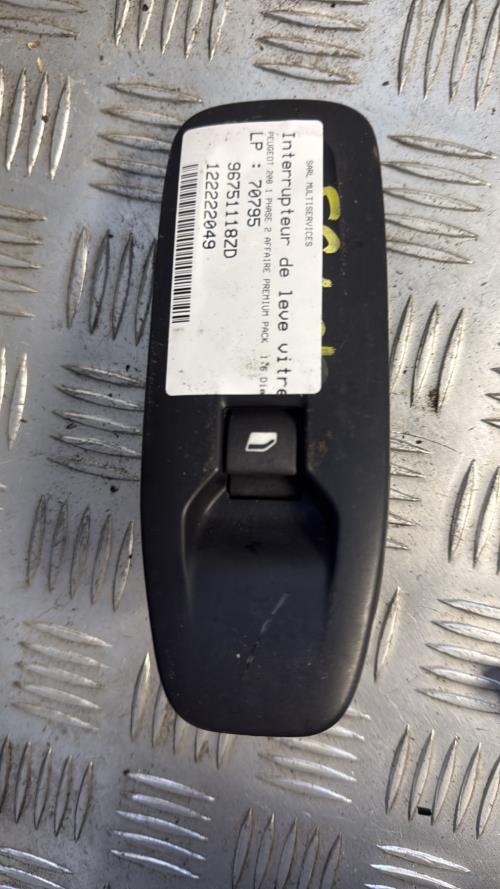 SARL MULTISERVICES
Interrupteur de leve vitre
PEUGEOT 208 1 PHASE 2 AFFAIRE PREMIUM PACK 1.6 Die
LP : 70795
96751118ZD
122222049